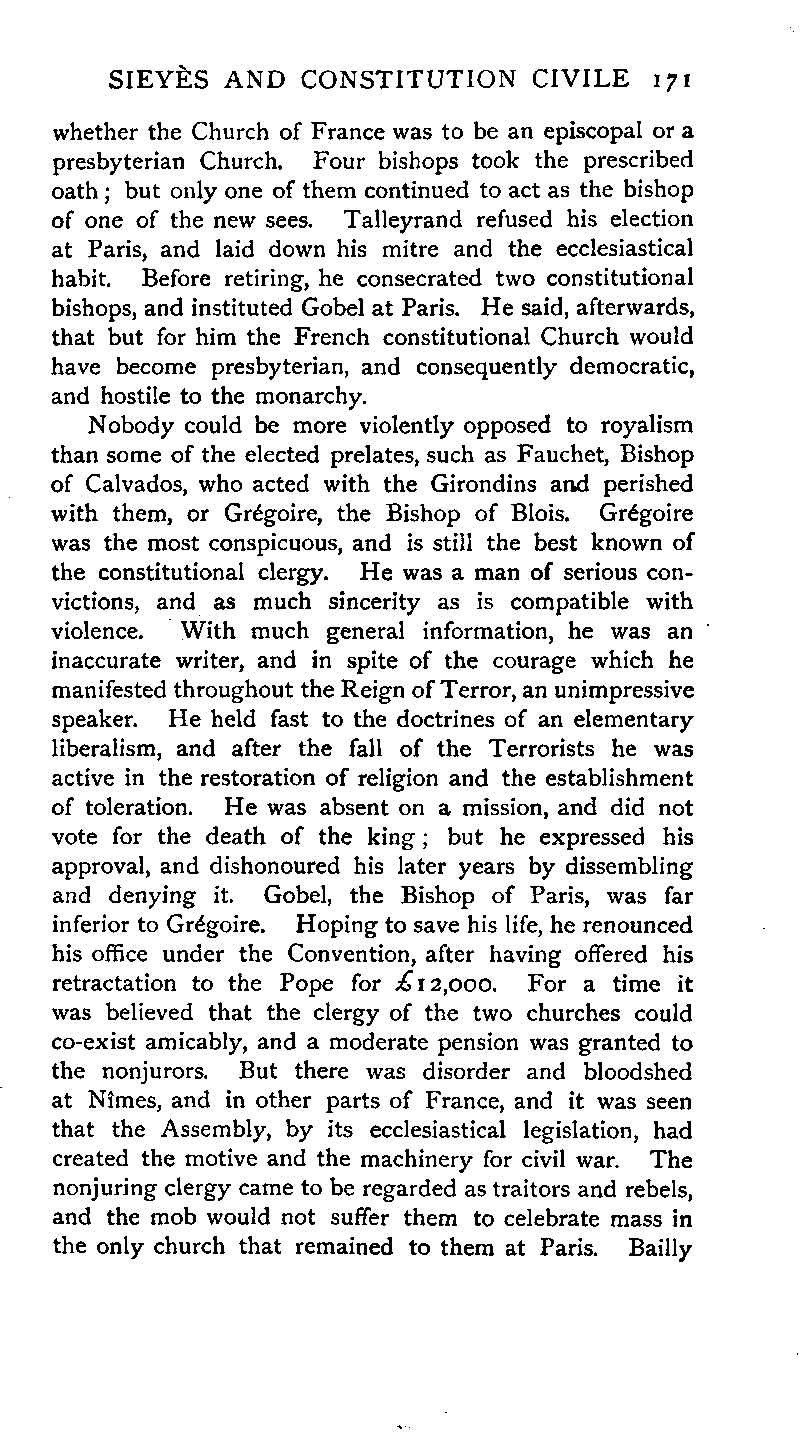 SIEYÈS AND CONSTITUTION CIVILE 171
whether the Church of France was to be an episcopal or a
presbyterian Church. Four bishops took the prescribed
oath ; but only one of them continued to act as the bishop
of one of the new sees. Talleyrand refused his election
at Paris, and laid down his mitre and the ecclesiastical
habit. Before retiring, he consecrated two constitutional
bishops, and instituted Gobel at Paris. He said, afterwards,
that but for him the French constitutional Church would
have become presbyterian, and consequently democratic,
and hostile to the monarchy.
Nobody could be more violently opposed to royalism
than some of the elected prelates, such as Fauchet, Bishop
of Calvados, who acted with the Girondins and perished
with them, or Grégoire, the Bishop of Blois. Grégoire
was the most conspicuous, and is still the best known of
the constitutional clergy. He was a man of serious con-
victions, and as much sincerity as is compatible with
violence. With much general information, he was an
inaccurate writer, and in spite of the courage which he
manifested throughout the Reign of Terror, an unimpressive
speaker. He held fast to the doctrines of an elementary
liberalism, and after the fall of the Terrorists he was
active in the restoration of religion and the establishment
of toleration. He was absent on a mission, and did not
vote for the death of the king ; but he expressed his
approval, and dishonoured his later years by dissembling
and denying it. Gobel, the Bishop of Paris, was far
inferior to Grégoire. Hoping to save his life, he renounced
his office under the Convention, after having offered his
retractation to the Pope for £12,000. For a time it
was believed that the clergy of the two churches could
co-exist amicably, and a moderate pension was granted to
the nonjurors. But there was disorder and bloodshed
at Nîmes, and in other parts of France, and it was seen
that the Assembly, by its ecclesiastical legislation, had
created the motive and the machinery for civil war. The
nonjuring clergy came to be regarded as traitors and rebels,
and the mob would not suffer them to celebrate mass in
the only church that remained to them at Paris. Bailly